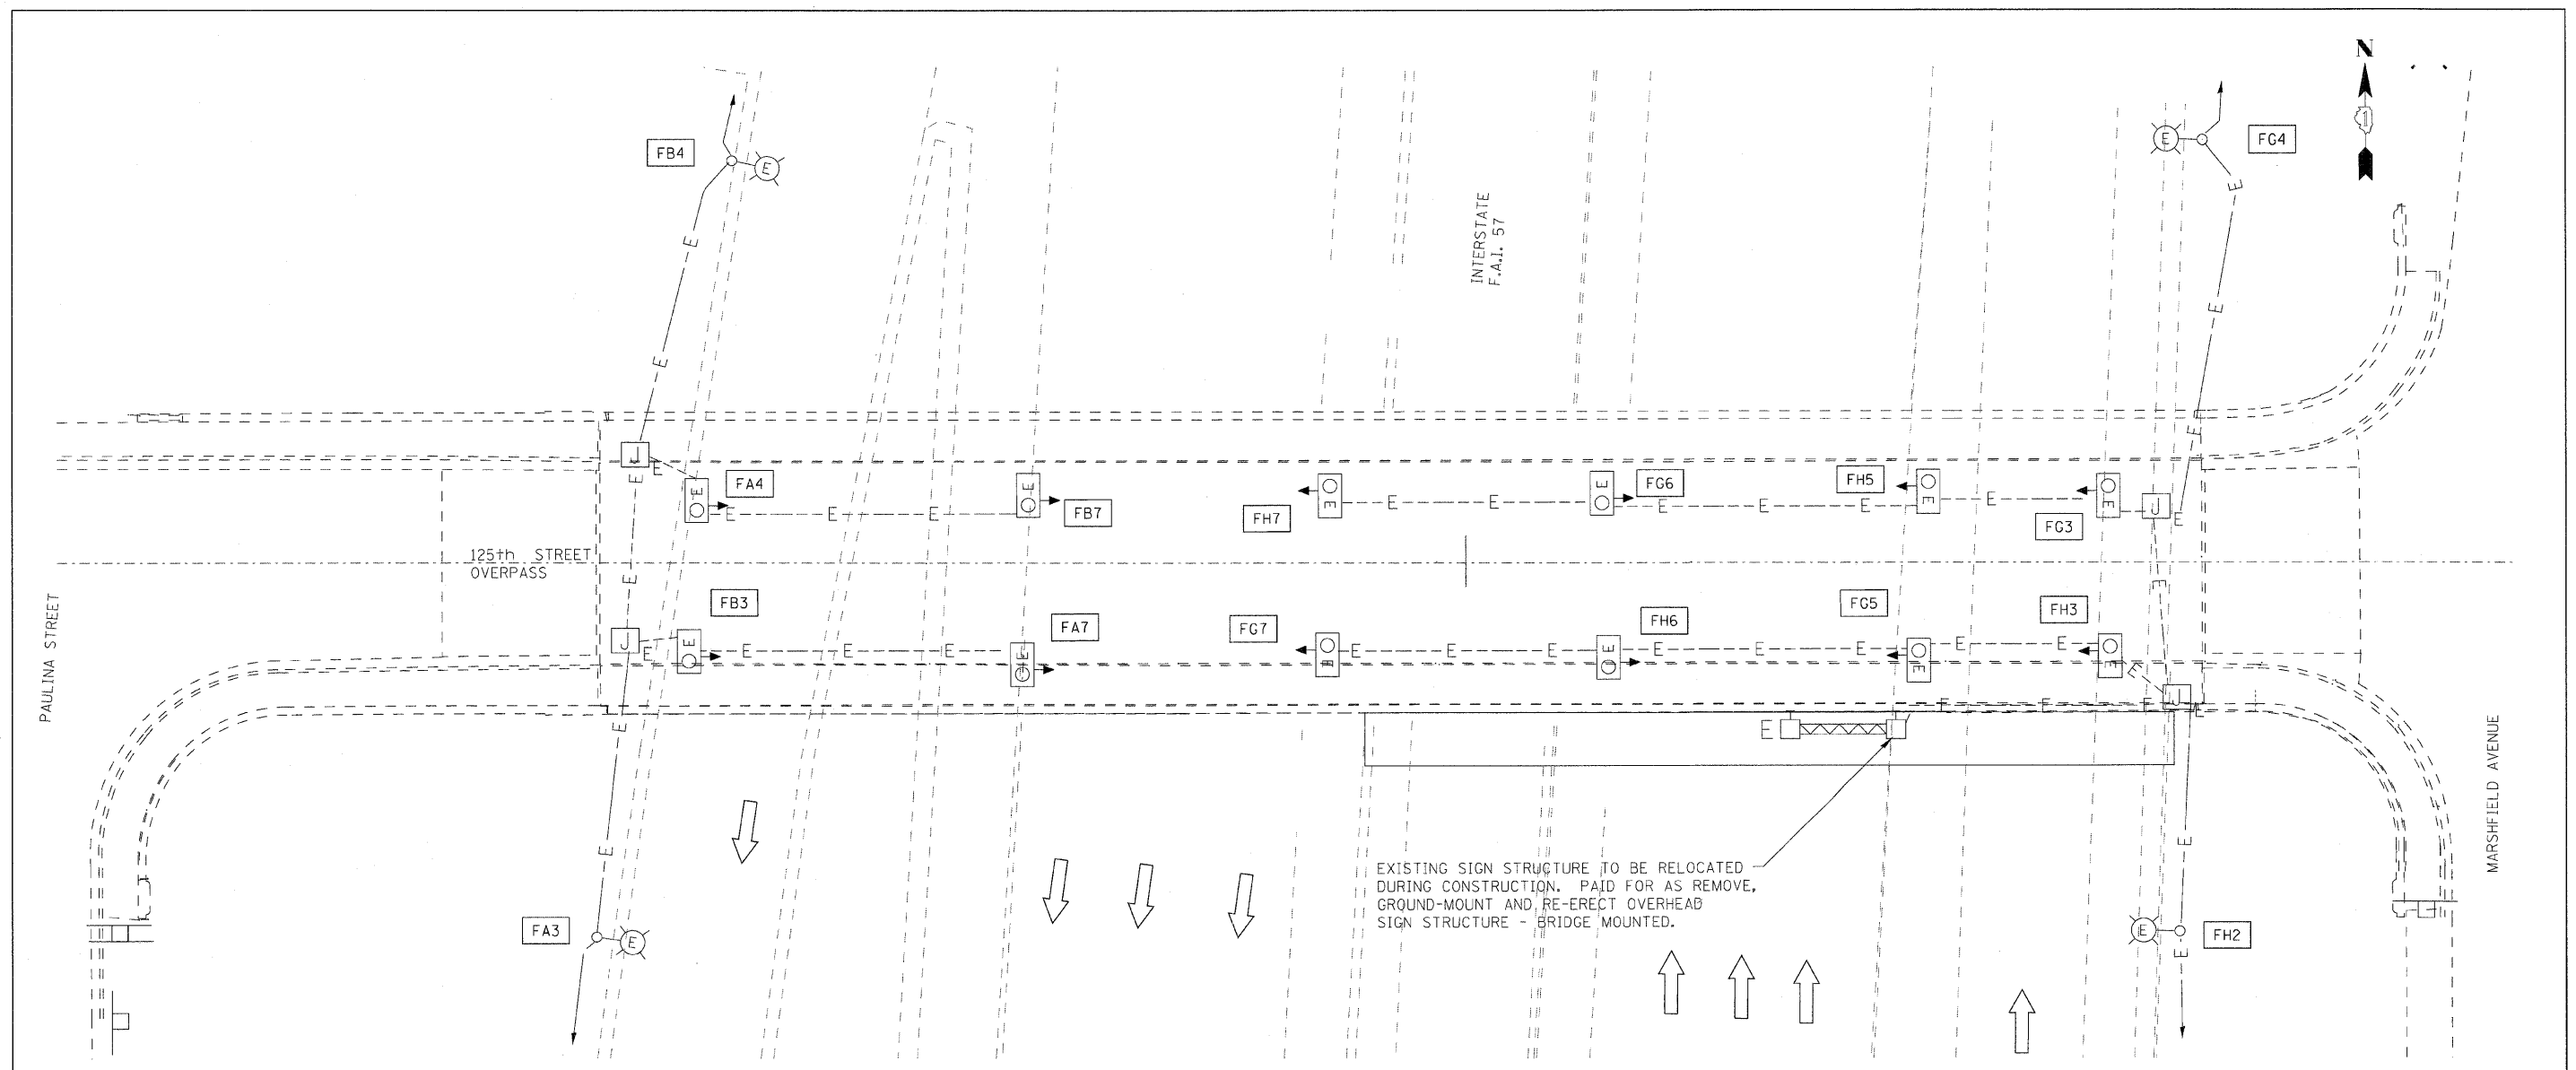 N
FB4
FG4
INTERSTATE
F.A.I. 57
FA4
FB7
FH7
FG6
FH5
FG3
125th STREET
OVERPASS
FB3
FA7
FG7
FH6
FG5
FH3
PAULINA STREET
MARSHFIELD AVENUE
EXISTING SIGN STRUCTURE TO BE RELOCATED
DURING CONSTRUCTION. PAID FOR AS REMOVE,
GROUND-MOUNT AND RE-ERECT OVERHEAD
SIGN STRUCTURE - BRIDGE MOUNTED.
FA3
FH2
E
J
E
J
E
J
E
J
E